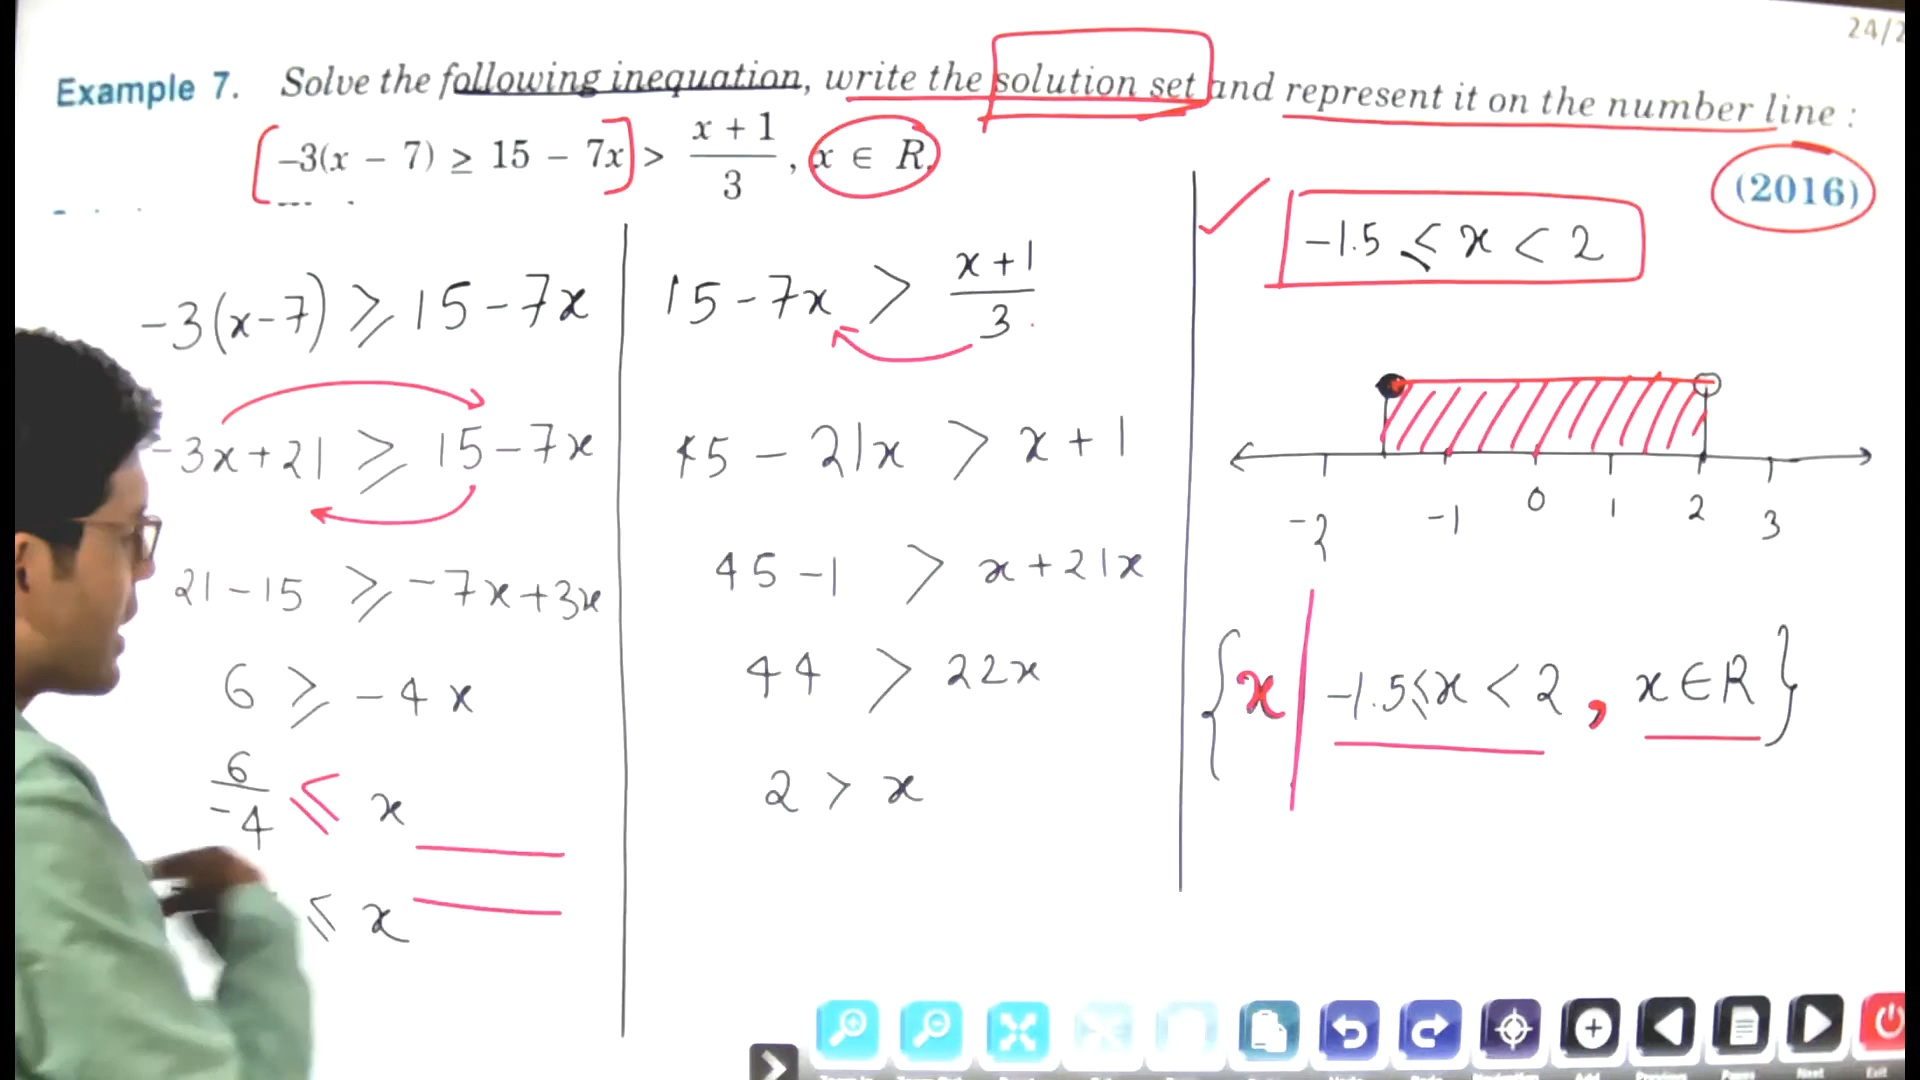 24/2
Example 7. Solve the following inequation, write the solution set and represent it on the number line :
–3(x – 7) ≥ 15 – 7x > (x + 1)/3 , x ∈ R.
(2016)
-3(x-7) ≥ 15-7x
-3x+21 ≥ 15-7x
21-15 ≥ -7x+3x
6 ≥ -4x
6/-4 ≤ x
≤ x
15-7x > (x+1)/3
45 - 21x > x+1
45-1 > x+21x
44 > 22x
2 > x
-1.5 ≤ x < 2
-2 -1 0 1 2 3
{x | -1.5 ≤ x < 2, x ∈ R}
Exit